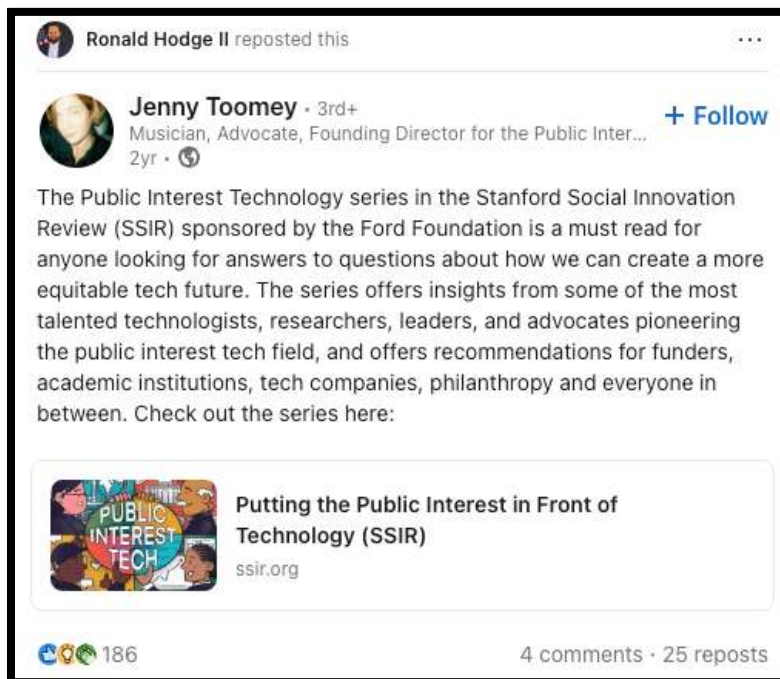 Ronald Hodge II reposted this
Jenny Toomey • 3rd+
+ Follow
Musician, Advocate, Founding Director for the Public Inter...
2yr •
The Public Interest Technology series in the Stanford Social Innovation
Review (SSIR) sponsored by the Ford Foundation is a must read for
anyone looking for answers to questions about how we can create a more
equitable tech future. The series offers insights from some of the most
talented technologists, researchers, leaders, and advocates pioneering
the public interest tech field, and offers recommendations for funders,
academic institutions, tech companies, philanthropy and everyone in
between. Check out the series here:
PUBLIC
INTEREST
TECH
Putting the Public Interest in Front of
Technology (SSIR)
ssir.org
186
4 comments · 25 reposts